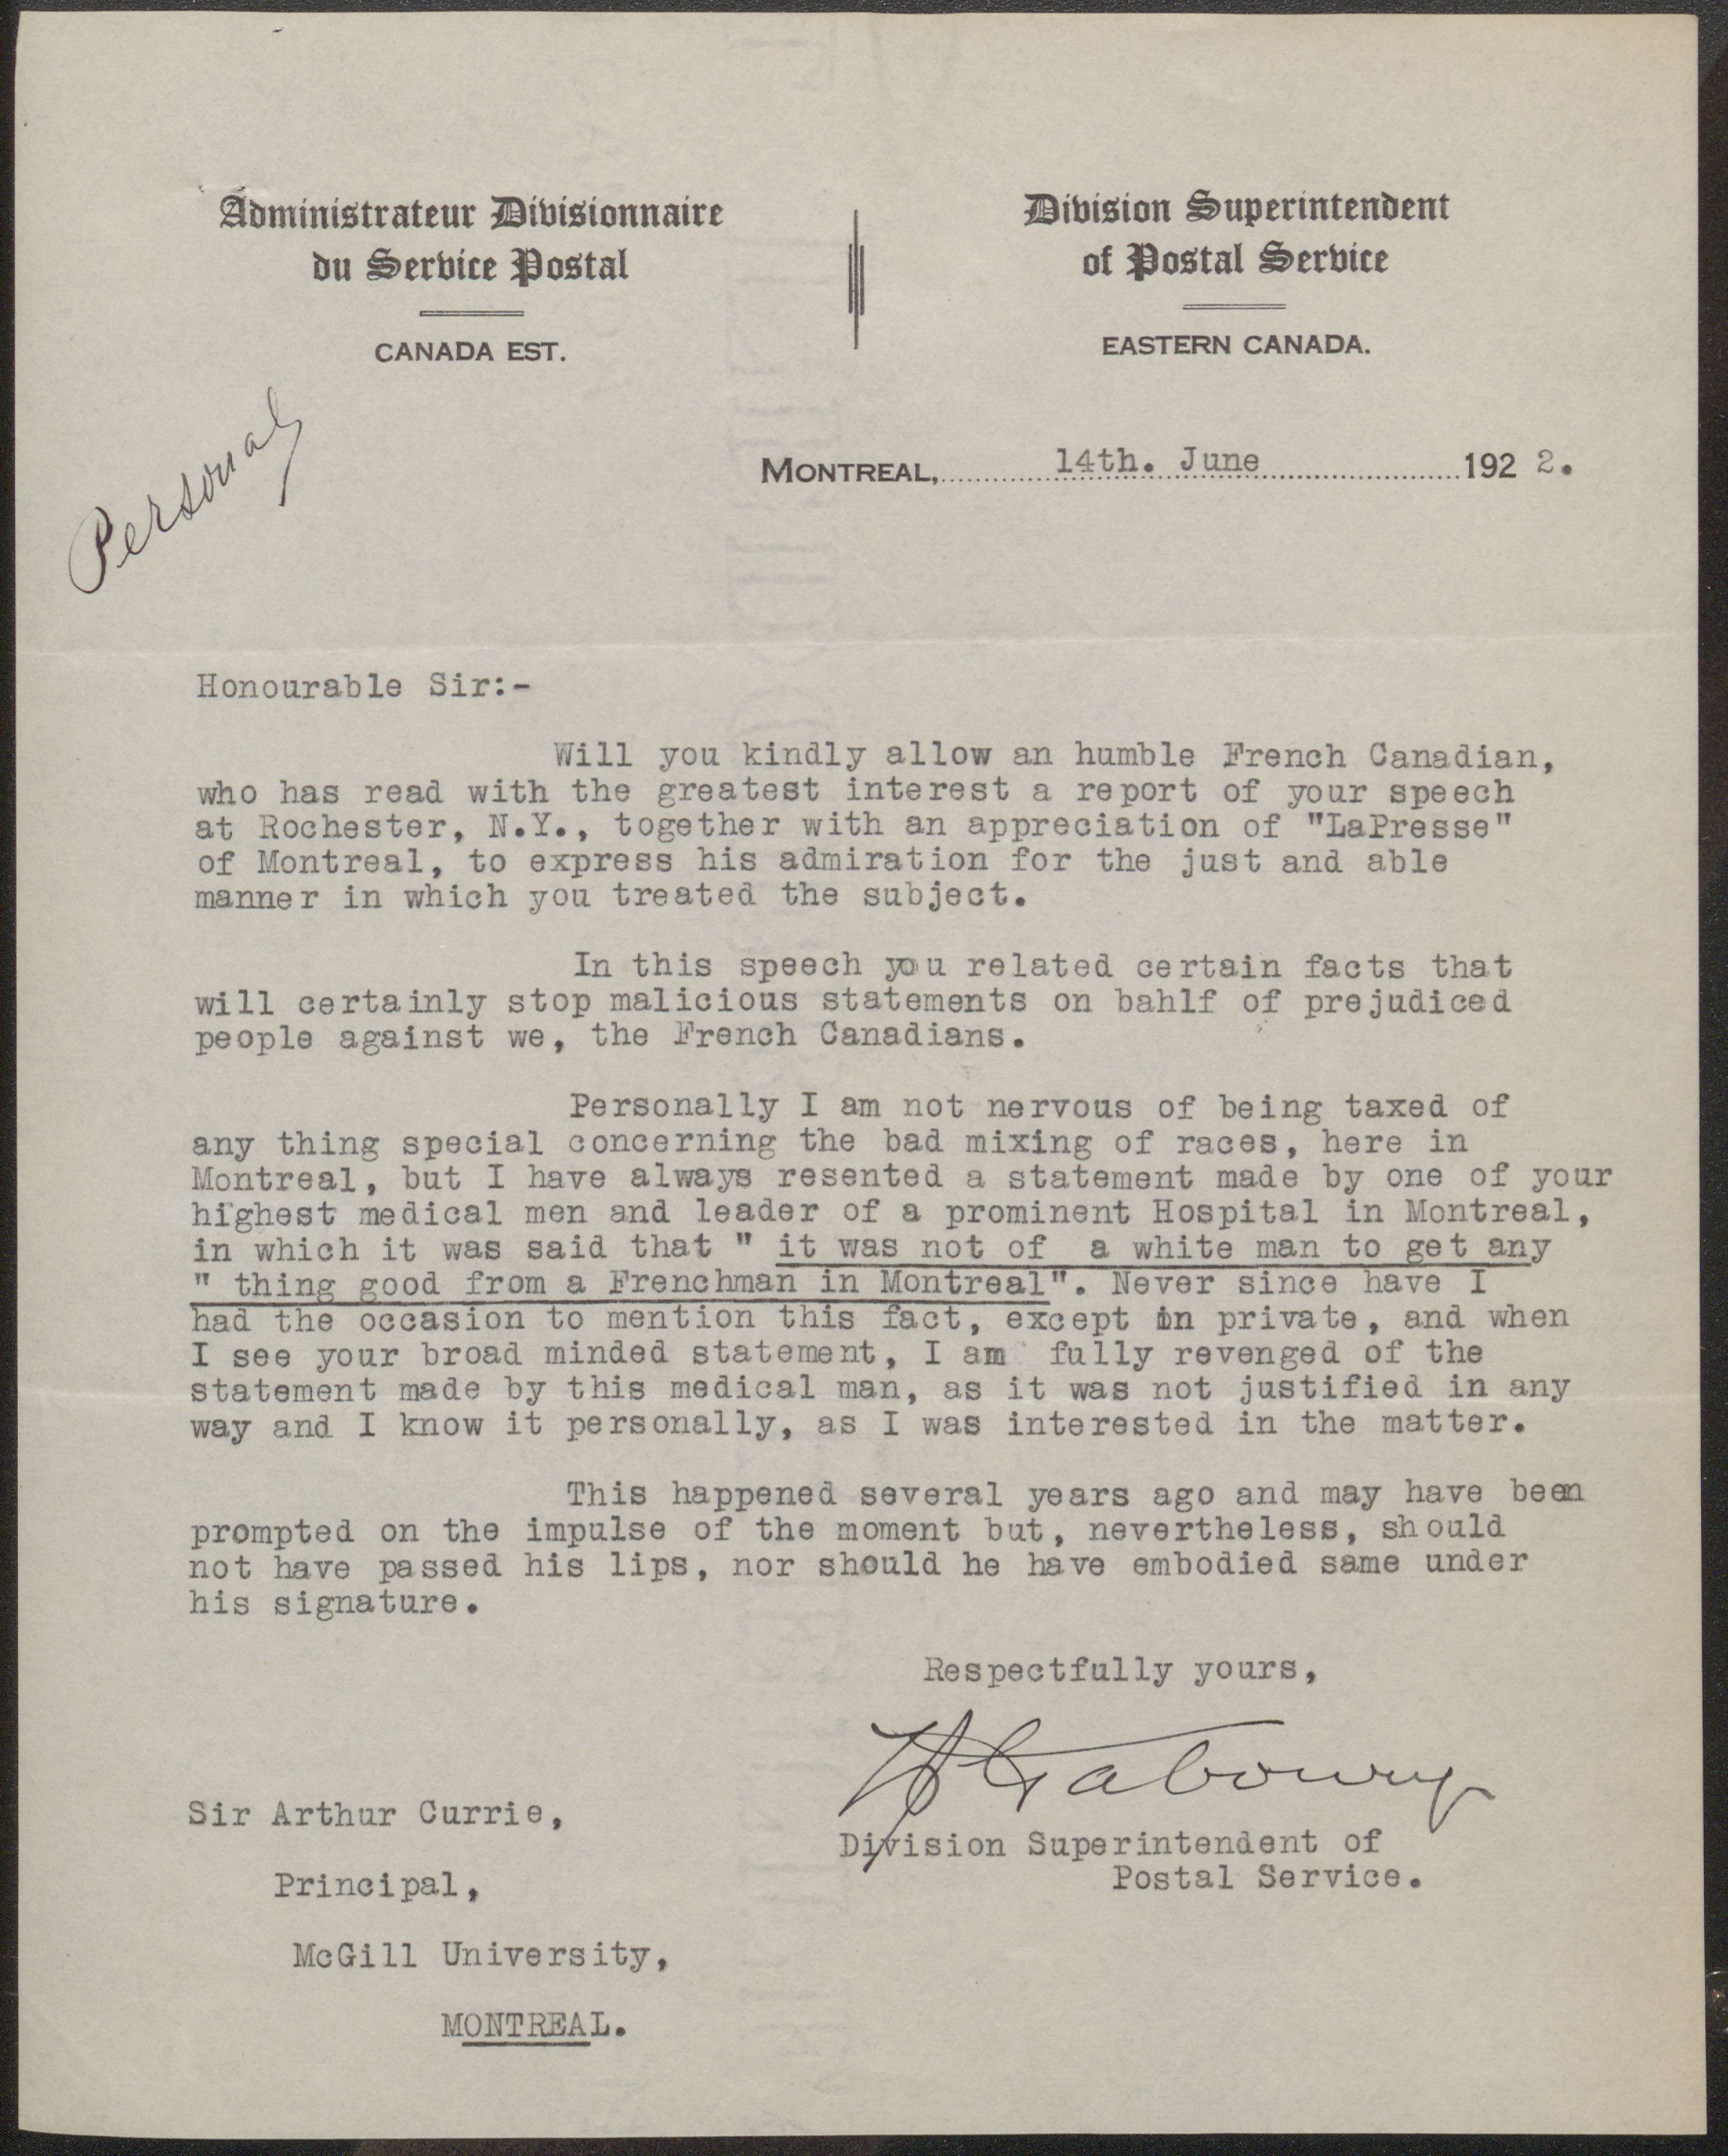 Administrateur Divisionnaire
du Service Postal
CANADA EST.
Division Superintendent
of Postal Service
EASTERN CANADA.
Personal
MONTREAL, 14th. June 1922.
Honourable Sir:-
Will you kindly allow an humble French Canadian,
who has read with the greatest interest a report of your speech
at Rochester, N.Y., together with an appreciation of "LaPresse"
of Montreal, to express his admiration for the just and able
manner in which you treated the subject.
In this speech you related certain facts that
will certainly stop malicious statements on bahlf of prejudiced
people against we, the French Canadians.
Personally I am not nervous of being taxed of
any thing special concerning the bad mixing of races, here in
Montreal, but I have always resented a statement made by one of your
highest medical men and leader of a prominent Hospital in Montreal,
in which it was said that " it was not of a white man to get any
" thing good from a Frenchman in Montreal". Never since have I
had the occasion to mention this fact, except in private, and when
I see your broad minded statement, I am fully revenged of the
statement made by this medical man, as it was not justified in any
way and I know it personally, as I was interested in the matter.
This happened several years ago and may have been
prompted on the impulse of the moment but, nevertheless, should
not have passed his lips, nor should he have embodied same under
his signature.
Respectfully yours,
Gaboury
Division Superintendent of
Postal Service.
Sir Arthur Currie,
Principal,
McGill University,
MONTREAL.